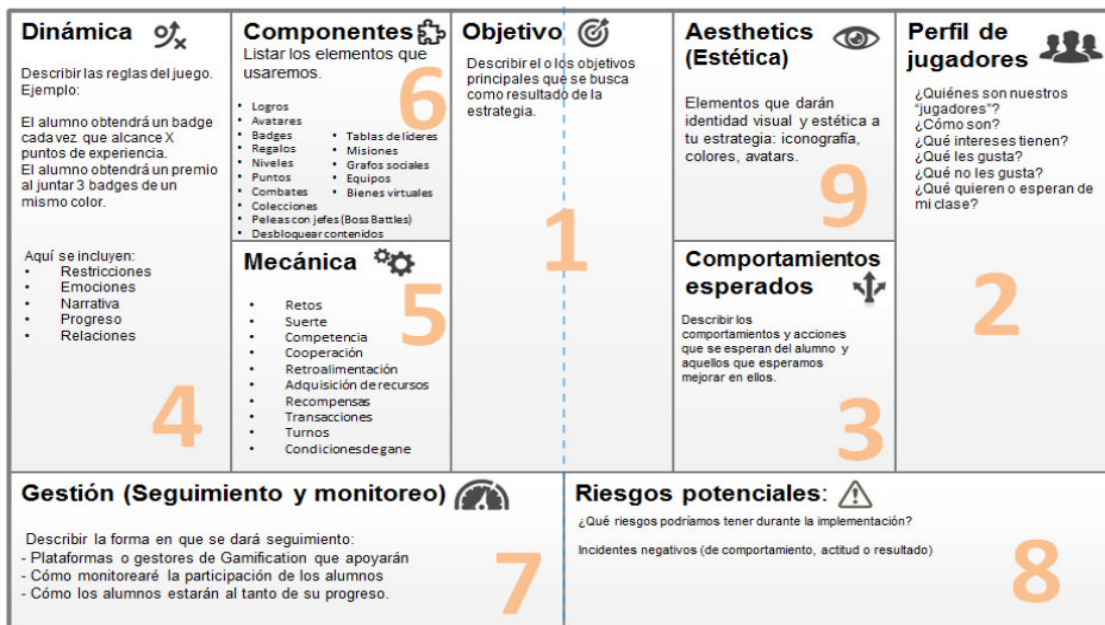 Dinámica
Describir las reglas del juego.
Ejemplo:
El alumno obtendrá un badge
cada vez que alcance X
puntos de experiencia.
El alumno obtendrá un premio
al juntar 3 badges de un
mismo color.
Aquí se incluyen:
• Restricciones
• Emociones
• Narrativa
• Progreso
• Relaciones
4
Componentes
Listar los elementos que
usaremos.
6
• Logros
• Avatares
• Badges
• Regalos
• Niveles
• Puntos
• Combates
• Colecciones
• Peleas con jefes (Boss Battles)
• Desbloquear contenidos
• Tablas de líderes
• Misiones
• Grafos sociales
• Equipos
• Bienes virtuales
Mecánica
5
• Retos
• Suerte
• Competencia
• Cooperación
• Retroalimentación
• Adquisición de recursos
• Recompensas
• Transacciones
• Turnos
• Condiciones de gane
Objetivo
Describir el o los objetivos
principales que se busca
como resultado de la
estrategia.
1
Aesthetics
(Estética)
Elementos que darán
identidad visual y estética a
tu estrategia: iconografía,
colores, avatars.
9
Comportamientos
esperados
Describir los
comportamientos y acciones
que se esperan del alumno y
aquellos que esperamos
mejorar en ellos.
3
Perfil de
jugadores
¿Quiénes son nuestros
“jugadores”?
¿Cómo son?
¿Qué intereses tienen?
¿Qué les gusta?
¿Qué no les gusta?
¿Qué quieren o esperan de
mi clase?
2
Gestión (Seguimiento y monitoreo)
Describir la forma en que se dará seguimiento:
- Plataformas o gestores de Gamification que apoyarán
- Cómo monitorearé la participación de los alumnos
- Cómo los alumnos estarán al tanto de su progreso.
7
Riesgos potenciales:
¿Qué riesgos podríamos tener durante la implementación?
Incidentes negativos (de comportamiento, actitud o resultado)
8